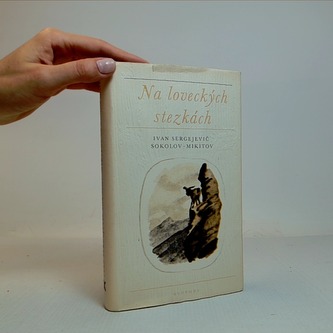 Na loveckých
stezkách
IVAN SERGEJEVIČ
SOKOLOV-MIKITOV